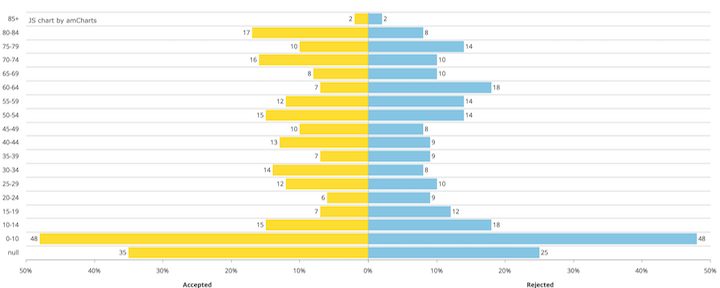 85+ JS chart by amCharts 2 2
80-84 17 8
75-79 10 14
70-74 16 10
65-69 8 10
60-64 7 18
55-59 12 14
50-54 15 14
45-49 10 8
40-44 13 9
35-39 7 9
30-34 14 8
25-29 12 10
20-24 6 9
15-19 7 12
10-14 15 18
0-10 48 48
null 35 25
50% 40% 30% 20% 10% 0% 10% 20% 30% 40% 50%
Accepted Rejected